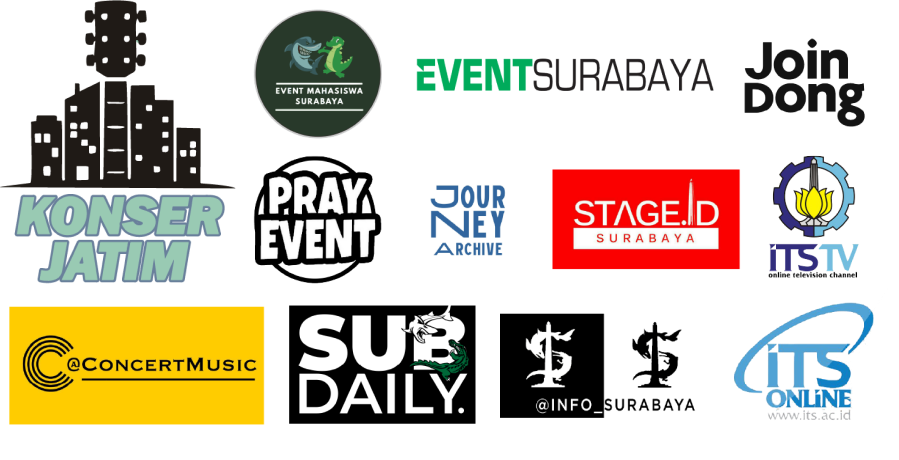 KONSER
JATIM
EVENT MAHASISWA
SURABAYA
EVENTSURABAYA
Join
Dong
PRAY
EVENT
JOUR
NEY
ARCHIVE
STAGE.ID
SURABAYA
iTSTV
online television channel
@CONCERTMUSIC
SUB
DAILY.
@INFO_SURABAYA
iTS
ONLiNE
www.its.ac.id